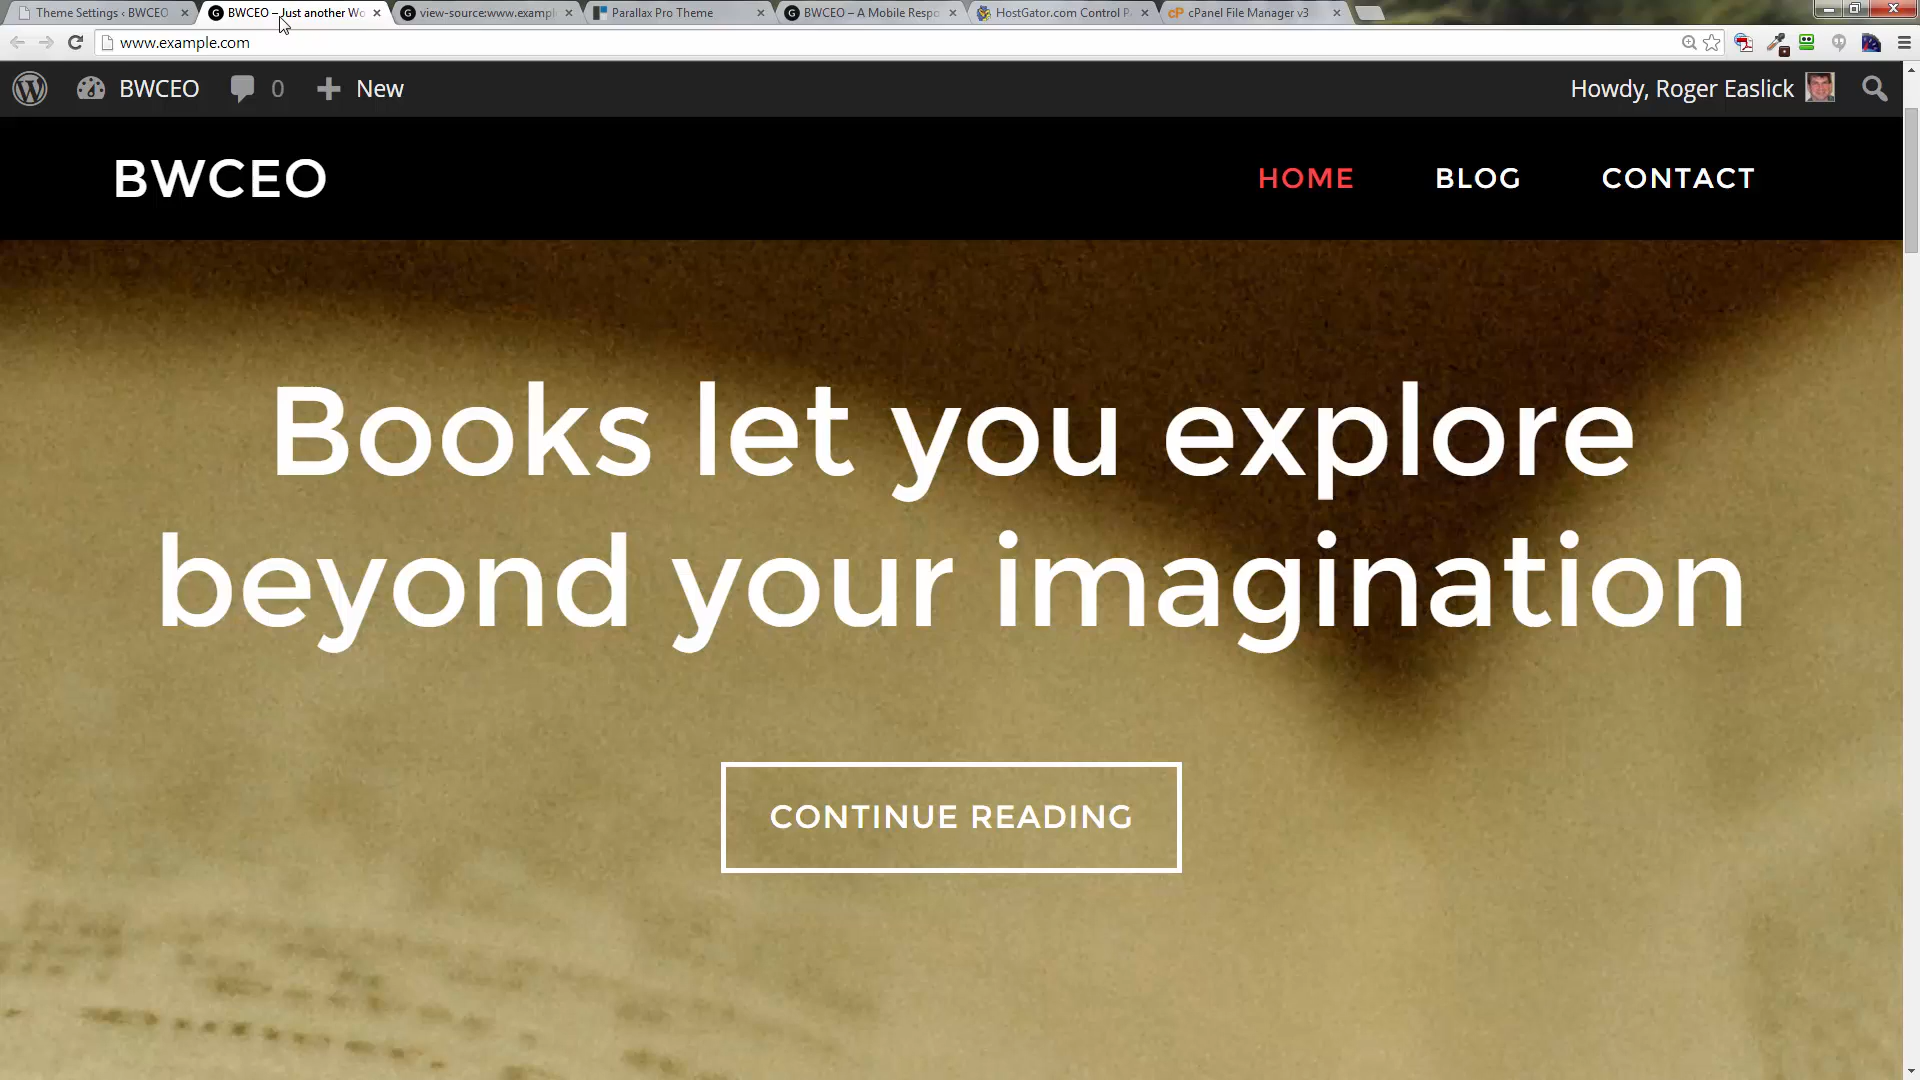 Theme Settings ‹ BWCEO
BWCEO – Just another Wo
view-source:www.exampl
Parallax Pro Theme
BWCEO – A Mobile Respo
HostGator.com Control P
cPanel File Manager v3
www.example.com
BWCEO
0
New
Howdy, Roger Easlick
BWCEO
HOME
BLOG
CONTACT
Books let you explore
beyond your imagination
CONTINUE READING